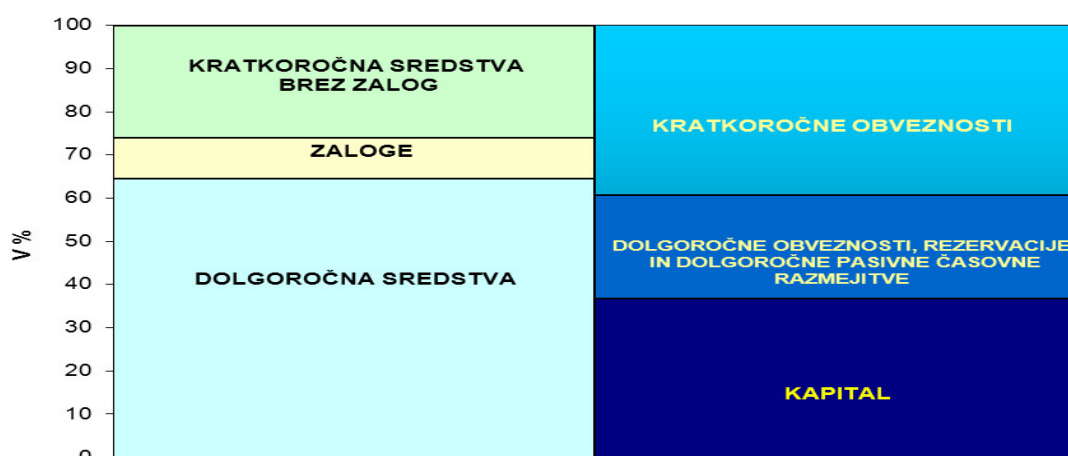 100
90
80
70
60
50
40
30
20
10
0
V %
KRATKOROČNA SREDSTVA
BREZ ZALOG
ZALOGE
DOLGOROČNA SREDSTVA
KRATKOROČNE OBVEZNOSTI
DOLGOROČNE OBVEZNOSTI, REZERVACIJE
IN DOLGOROČNE PASIVNE ČASOVNE
RAZMEJITVE
KAPITAL